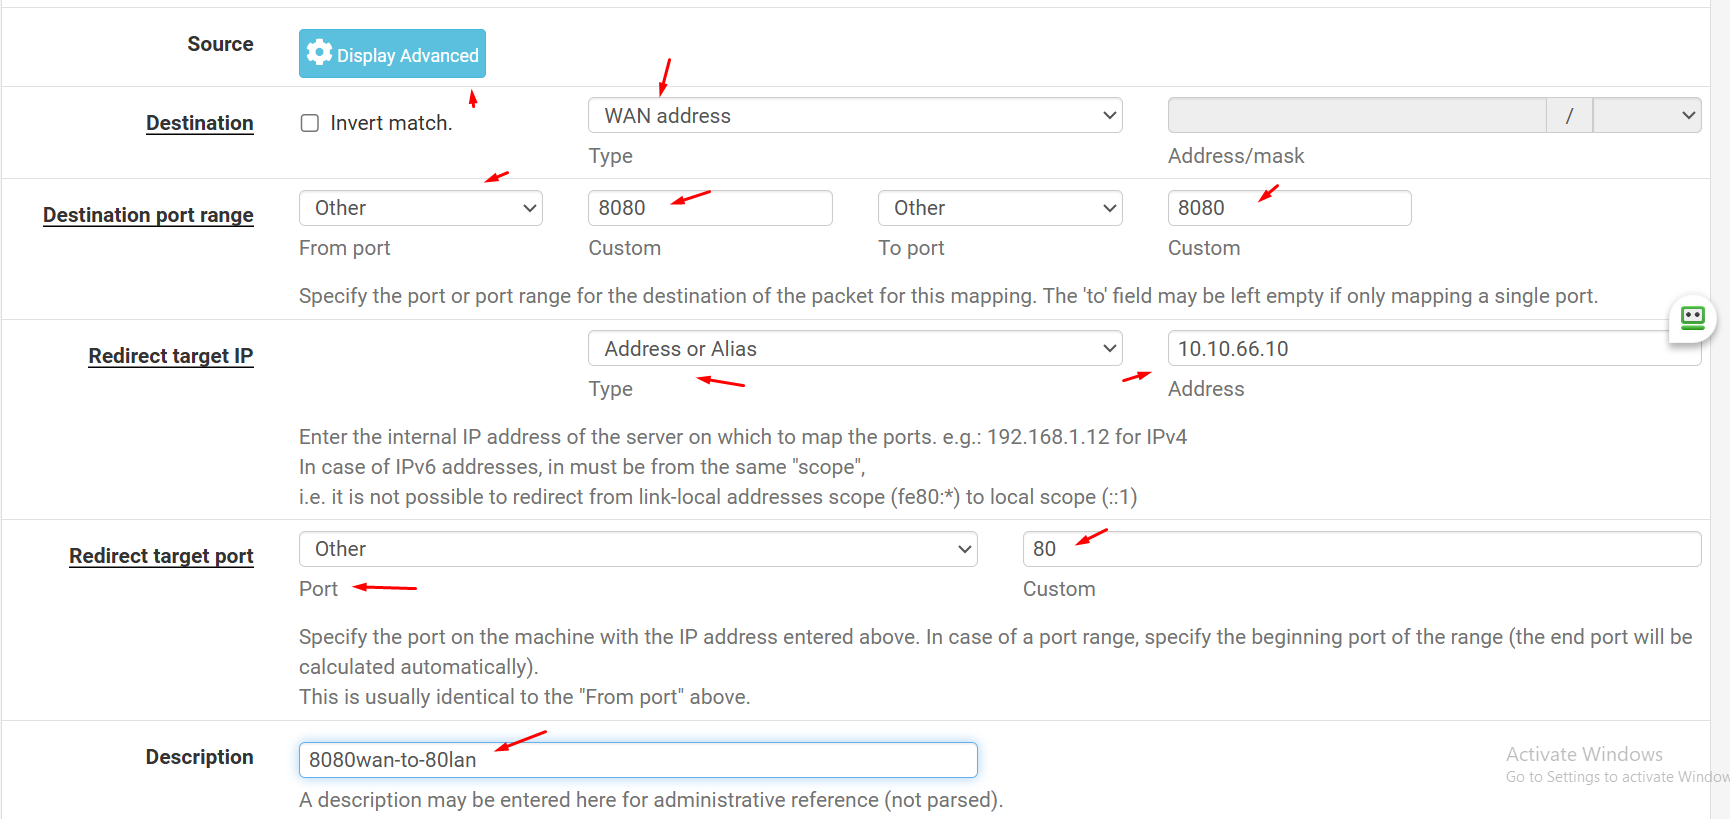 Source
Display Advanced
Destination
Invert match.
WAN address
/
Type
Address/mask
Destination port range
Other
8080
Other
8080
From port
Custom
To port
Custom
Specify the port or port range for the destination of the packet for this mapping. The 'to' field may be left empty if only mapping a single port.
Redirect target IP
Address or Alias
10.10.66.10
Type
Address
Enter the internal IP address of the server on which to map the ports. e.g.: 192.168.1.12 for IPv4
In case of IPv6 addresses, in must be from the same "scope",
i.e. it is not possible to redirect from link-local addresses scope (fe80:*) to local scope (::1)
Redirect target port
Other
80
Port
Custom
Specify the port on the machine with the IP address entered above. In case of a port range, specify the beginning port of the range (the end port will be
calculated automatically).
This is usually identical to the "From port" above.
Description
8080wan-to-80lan
A description may be entered here for administrative reference (not parsed).
Activate Windows
Go to Settings to activate Window